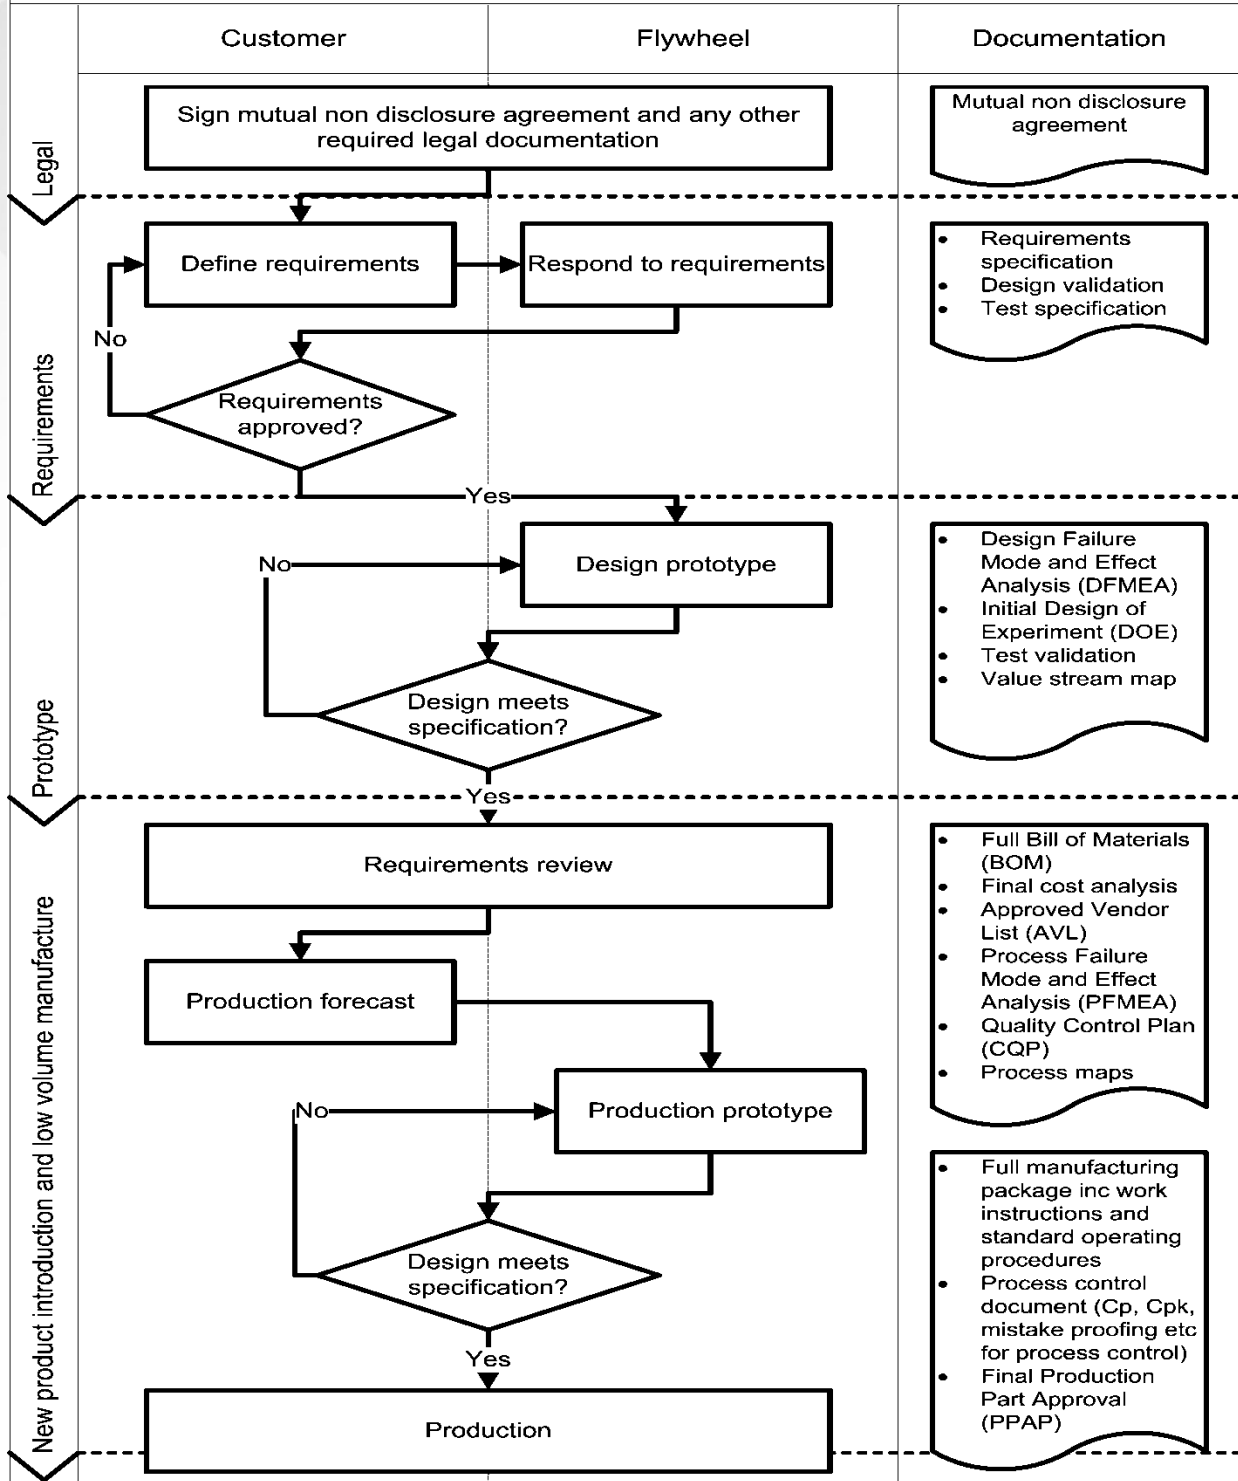 Customer
Flywheel
Documentation
Legal
Sign mutual non disclosure agreement and any other
required legal documentation
Mutual non disclosure
agreement
Requirements
Define requirements
Respond to requirements
No
Requirements
approved?
Yes
• Requirements
specification
• Design validation
• Test specification
Prototype
No
Design prototype
Design meets
specification?
Yes
• Design Failure
Mode and Effect
Analysis (DFMEA)
• Initial Design of
Experiment (DOE)
• Test validation
• Value stream map
New product introduction and low volume manufacture
Requirements review
Production forecast
No
Production prototype
Design meets
specification?
Yes
Production
• Full Bill of Materials
(BOM)
• Final cost analysis
• Approved Vendor
List (AVL)
• Process Failure
Mode and Effect
Analysis (PFMEA)
• Quality Control Plan
(CQP)
• Process maps
• Full manufacturing
package inc work
instructions and
standard operating
procedures
• Process control
document (Cp, Cpk,
mistake proofing etc
for process control)
• Final Production
Part Approval
(PPAP)